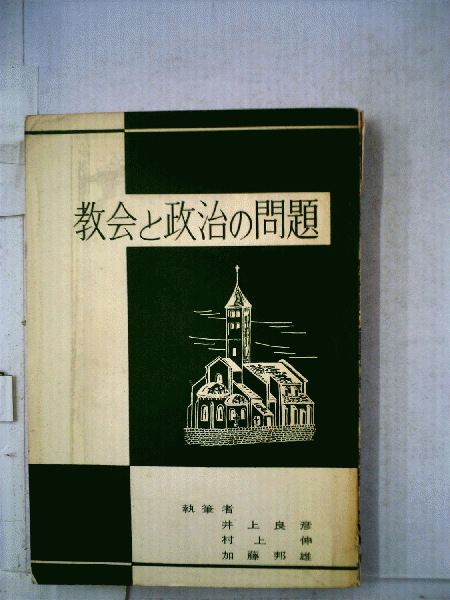 教会と政治の問題
執筆者
井上良彦
村上伸
加藤邦雄